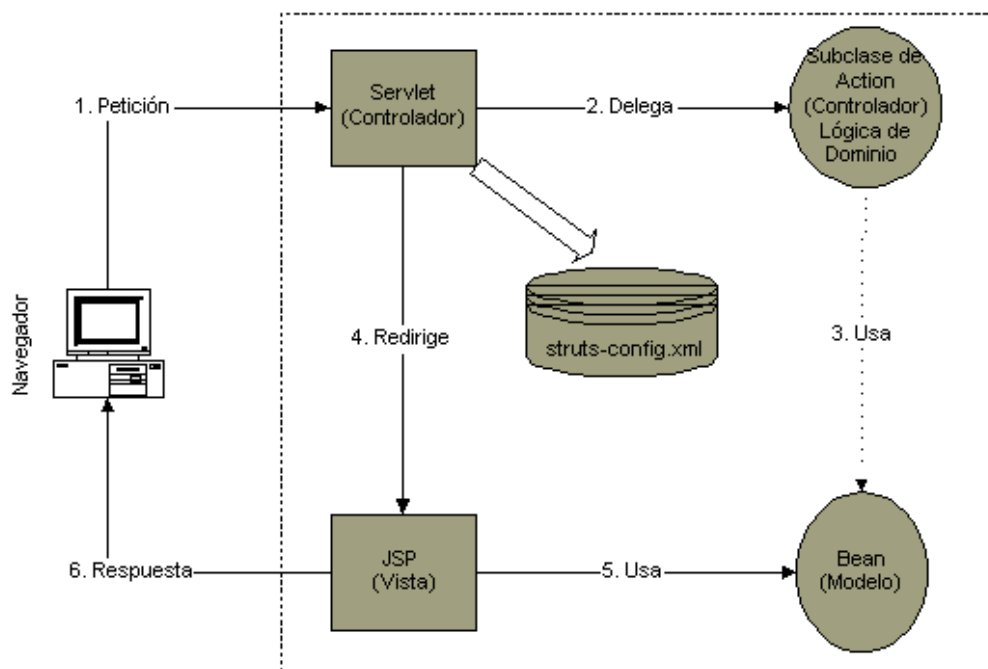 1. Petición
Servlet
(Controlador)
2. Delega
Subclase de
Action
(Controlador)
Lógica de
Dominio
Navegador
4. Redirige
struts-config.xml
3. Usa
6. Respuesta
JSP
(Vista)
5. Usa
Bean
(Modelo)